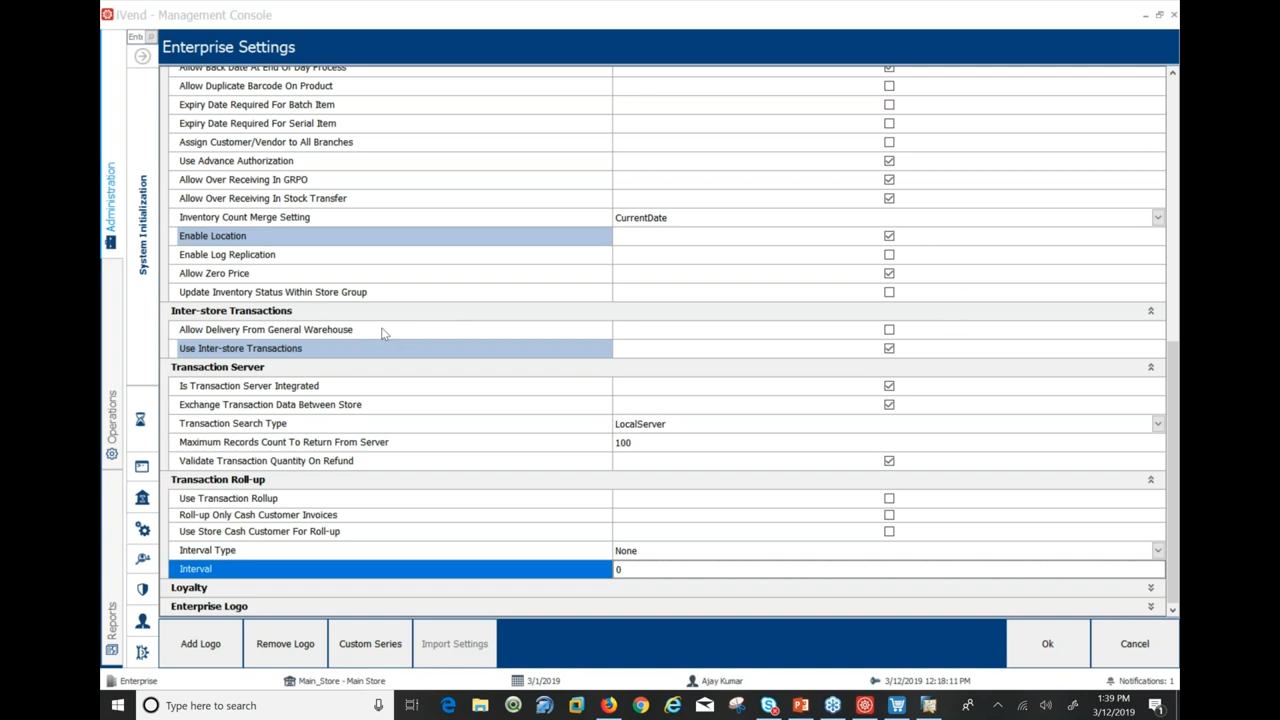 iVend - Management Console
Ente
Enterprise Settings
Allow Back Date At End Of Day Process
Allow Duplicate Barcode On Product
Expiry Date Required For Batch Item
Expiry Date Required For Serial Item
Assign Customer/Vendor to All Branches
Use Advance Authorization
Allow Over Receiving In GRPO
Allow Over Receiving In Stock Transfer
Inventory Count Merge Setting CurrentDate
Enable Location
Enable Log Replication
Allow Zero Price
Update Inventory Status Within Store Group
Inter-store Transactions
Allow Delivery From General Warehouse
Use Inter-store Transactions
Transaction Server
Is Transaction Server Integrated
Exchange Transaction Data Between Store
Transaction Search Type LocalServer
Maximum Records Count To Return From Server 100
Validate Transaction Quantity On Refund
Transaction Roll-up
Use Transaction Rollup
Roll-up Only Cash Customer Invoices
Use Store Cash Customer For Roll-up
Interval Type None
Interval 0
Loyalty
Enterprise Logo
Administration
System Initialization
Operations
Reports
Add Logo Remove Logo Custom Series Import Settings Ok Cancel
Enterprise Main_Store - Main Store 3/1/2019 Ajay Kumar 3/12/2019 12:18:11 PM Notifications: 1
Type here to search
1:39 PM
3/12/2019